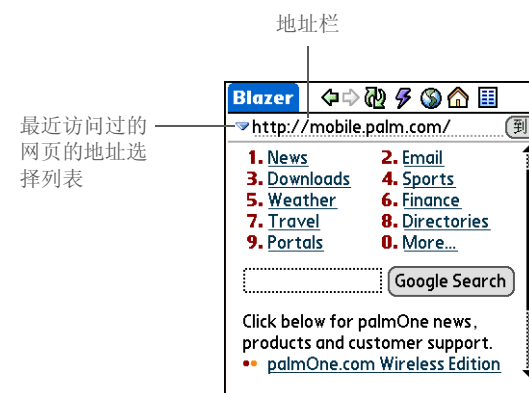 地址栏
最近访问过的
网页的地址选
择列表
Blazer
http://mobile.palm.com/ 到
1. News 2. Email
3. Downloads 4. Sports
5. Weather 6. Finance
7. Travel 8. Directories
9. Portals 0. More...
Google Search
Click below for palmOne news,
products and customer support.
palmOne.com Wireless Edition